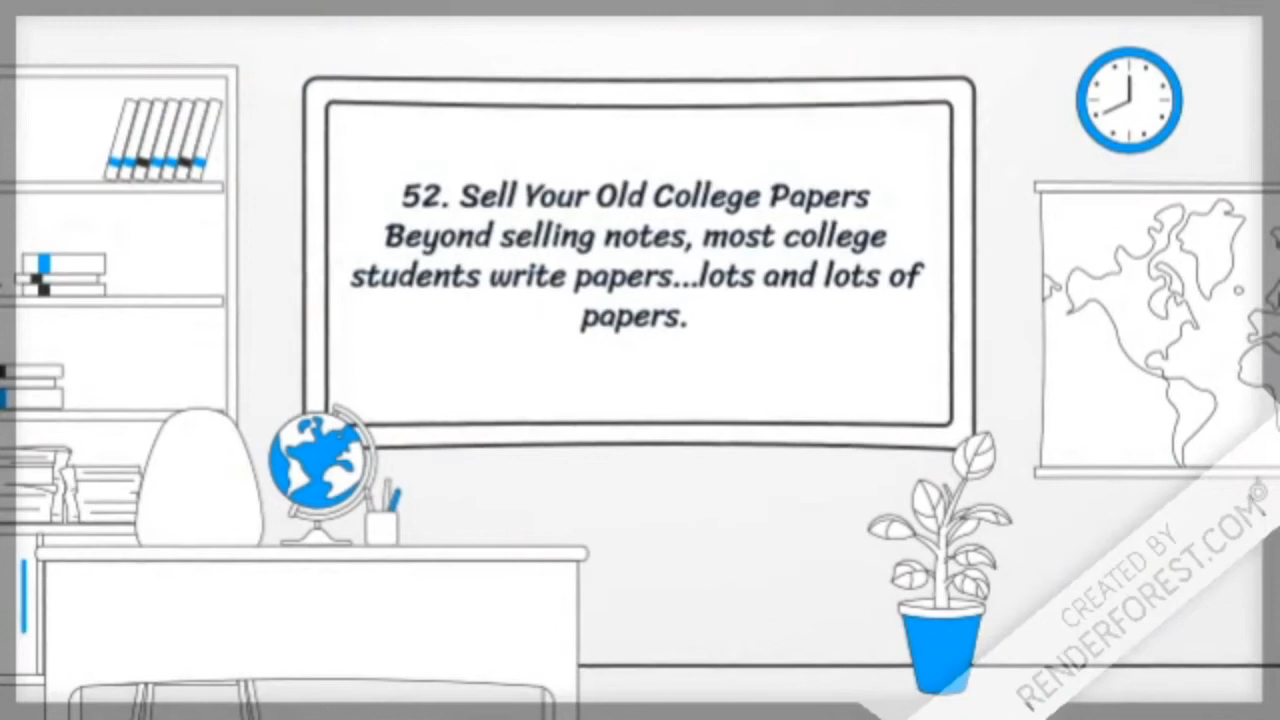 52. Sell Your Old College Papers
Beyond selling notes, most college
students write papers...lots and lots of
papers.
CREATED BY
RENDERFOREST.COM©